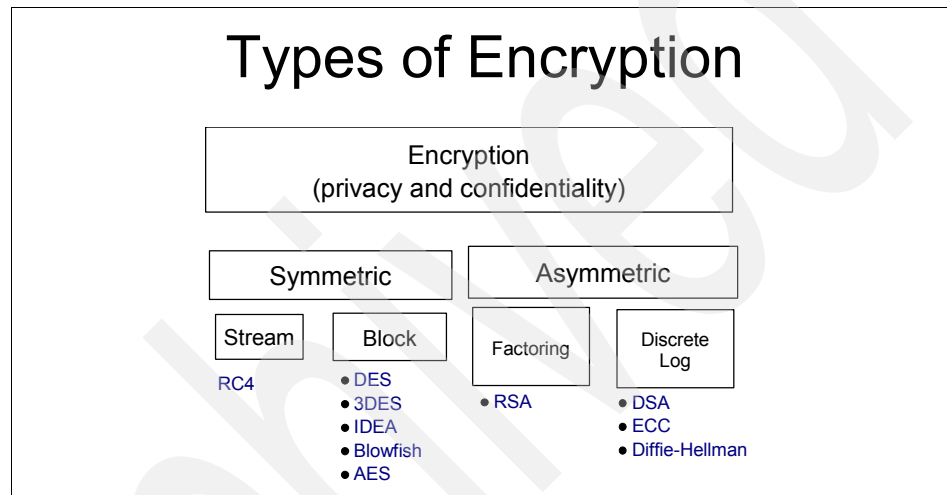 Types of Encryption
Encryption
(privacy and confidentiality)
Symmetric
Asymmetric
Stream
Block
Factoring
Discrete
Log
RC4
• DES
• 3DES
• IDEA
• Blowfish
• AES
• RSA
• DSA
• ECC
• Diffie-Hellman